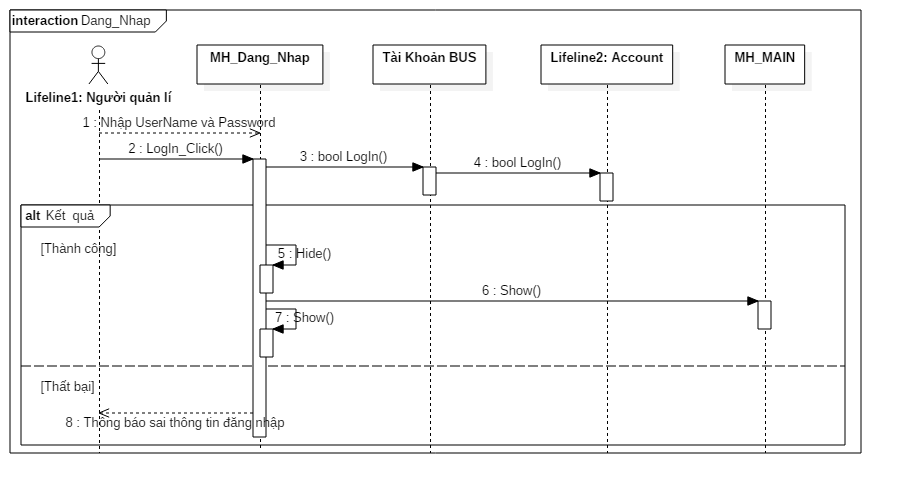 interaction Dang_Nhap
MH_Dang_Nhap
Tài Khoản BUS
Lifeline2: Account
MH_MAIN
Lifeline1: Người quản lí
1 : Nhập UserName và Password
2 : LogIn_Click()
3 : bool LogIn()
4 : bool LogIn()
alt Kết quả
[Thành công]
5 : Hide()
6 : Show()
7 : Show()
[Thất bại]
8 : Thông báo sai thông tin đăng nhập